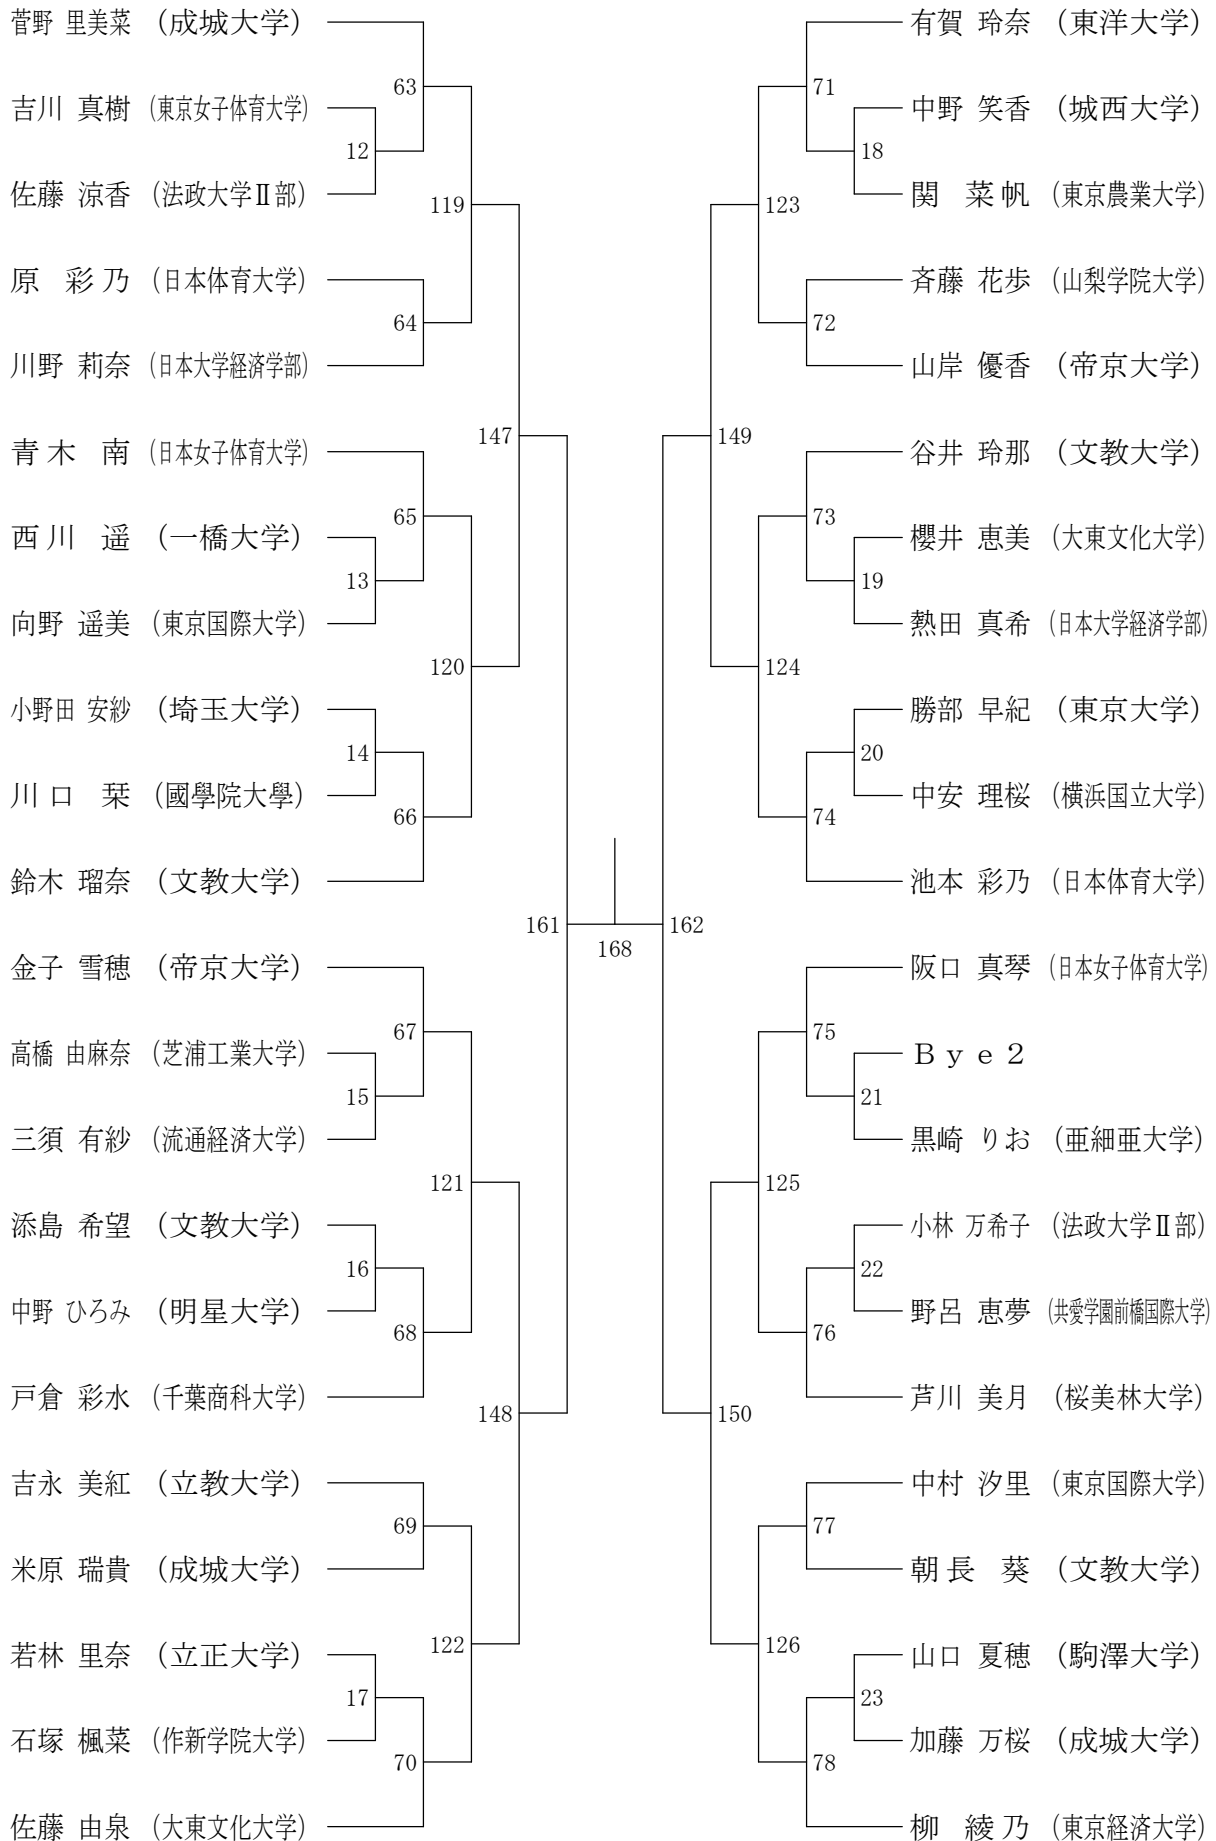 菅野 里美菜 （成城大学）
63
吉川 真樹 （東京女子体育大学）
12
佐藤 涼香 （法政大学Ⅱ部）
119
原 彩乃 （日本体育大学）
64
川野 莉奈 （日本大学経済学部）
147
青木 南 （日本女子体育大学）
65
西川 遥 （一橋大学）
13
向野 遥美 （東京国際大学）
120
小野田 安紗 （埼玉大学）
14
川口 栞 （國學院大學）
66
鈴木 瑠奈 （文教大学）
161
168
金子 雪穂 （帝京大学）
67
高橋 由麻奈 （芝浦工業大学）
15
三須 有紗 （流通経済大学）
121
添島 希望 （文教大学）
16
中野 ひろみ （明星大学）
68
戸倉 彩水 （千葉商科大学）
148
吉永 美紅 （立教大学）
69
米原 瑞貴 （成城大学）
122
若林 里奈 （立正大学）
17
石塚 楓菜 （作新学院大学）
70
佐藤 由泉 （大東文化大学）
有賀 玲奈 （東洋大学）
71
中野 笑香 （城西大学）
18
関 菜帆 （東京農業大学）
123
斉藤 花歩 （山梨学院大学）
72
山岸 優香 （帝京大学）
149
谷井 玲那 （文教大学）
73
櫻井 恵美 （大東文化大学）
19
熱田 真希 （日本大学経済学部）
124
勝部 早紀 （東京大学）
20
中安 理桜 （横浜国立大学）
74
池本 彩乃 （日本体育大学）
162
阪口 真琴 （日本女子体育大学）
75
Ｂｙｅ２
21
黒崎 りお （亜細亜大学）
125
小林 万希子 （法政大学Ⅱ部）
22
野呂 恵夢 （共愛学園前橋国際大学）
76
芦川 美月 （桜美林大学）
150
中村 汐里 （東京国際大学）
77
朝長 葵 （文教大学）
126
山口 夏穂 （駒澤大学）
23
加藤 万桜 （成城大学）
78
柳 綾乃 （東京経済大学）